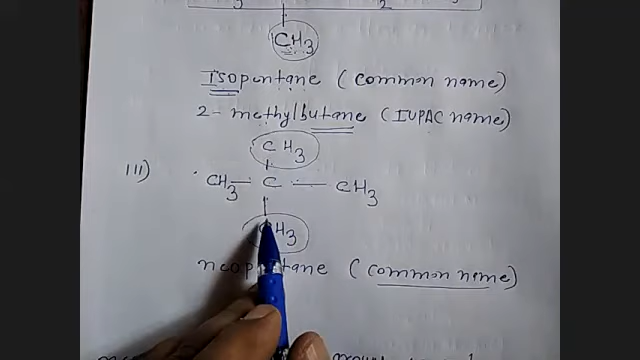 CH3
Isopentane (common name)
2-methylbutane (IUPAC name)
CH3
III) CH3— C — CH3
CH3
neopentane (common name)